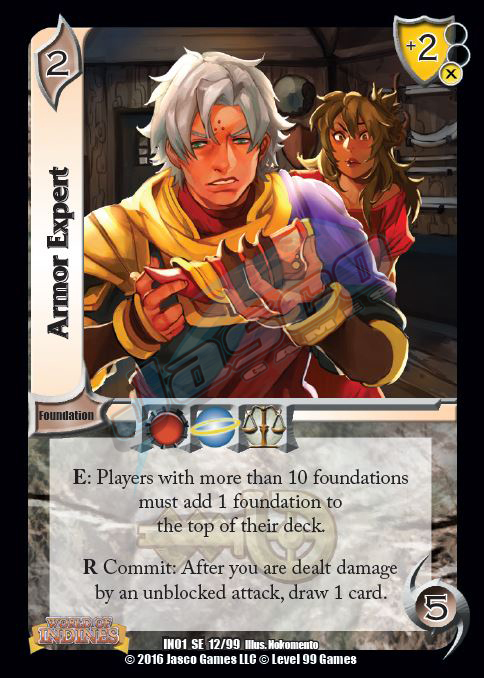 2
+2
Armor Expert
Foundation
E: Players with more than 10 foundations
must add 1 foundation to
the top of their deck.
R Commit: After you are dealt damage
by an unblocked attack, draw 1 card.
5
WORLD OF
INDINES
IN01 SE 12/99 Illus. Nokomento
© 2016 Jasco Games LLC © Level 99 Games